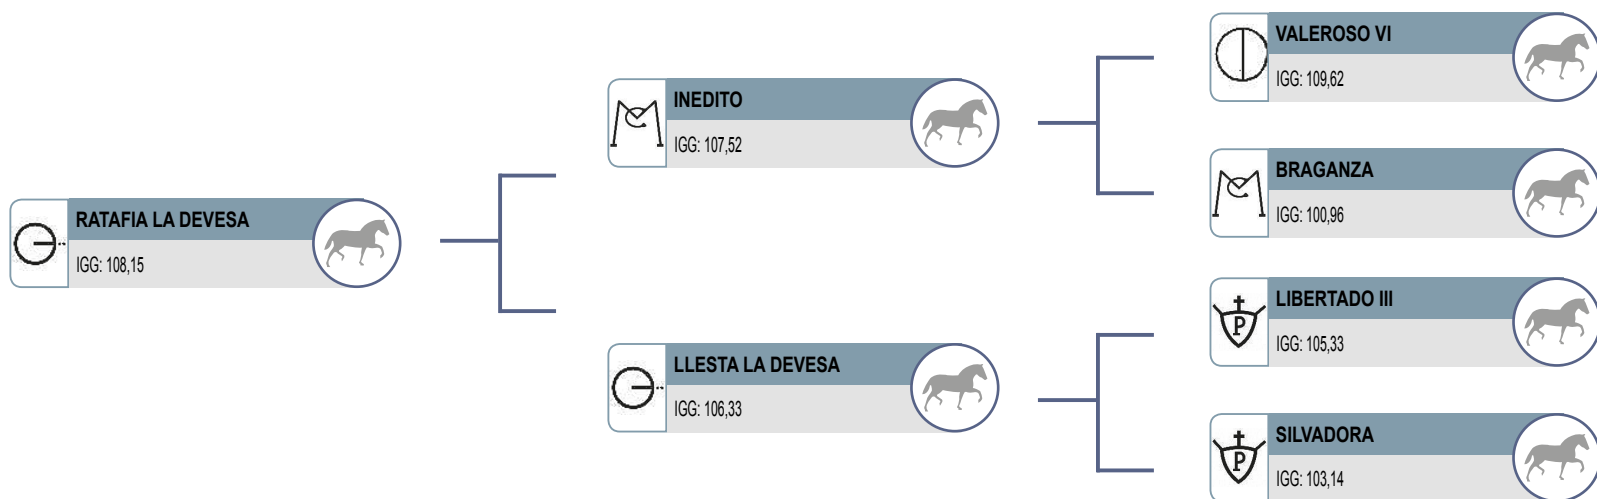 RATAFIA LA DEVESA
IGG: 108,15
INEDITO
IGG: 107,52
LLESTA LA DEVESA
IGG: 106,33
VALEROSO VI
IGG: 109,62
BRAGANZA
IGG: 100,96
LIBERTADO III
IGG: 105,33
P
SILVADORA
IGG: 103,14
P